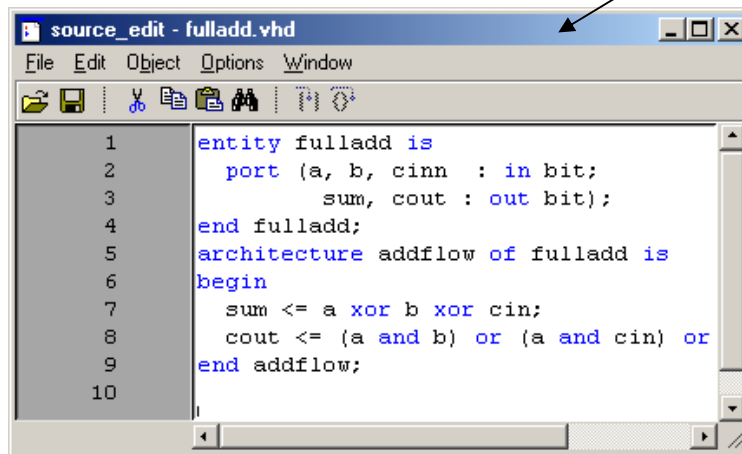 source_edit - fulladd.vhd
File Edit Object Options Window
1 entity fulladd is
2 port (a, b, cinn : in bit;
3 sum, cout : out bit);
4 end fulladd;
5 architecture addflow of fulladd is
6 begin
7 sum <= a xor b xor cin;
8 cout <= (a and b) or (a and cin) or
9 end addflow;
10